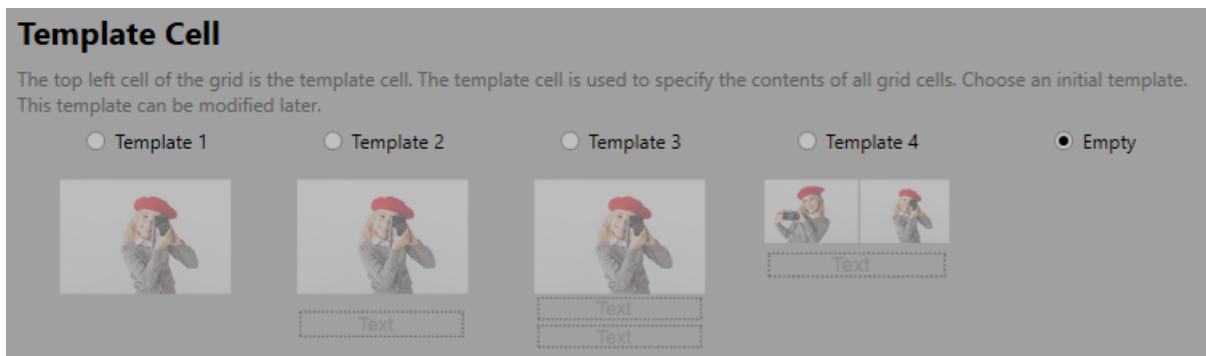 Template Cell
The top left cell of the grid is the template cell. The template cell is used to specify the contents of all grid cells. Choose an initial template.
This template can be modified later.
Template 1
Template 2
Template 3
Template 4
Empty
Text
Text
Text
Text